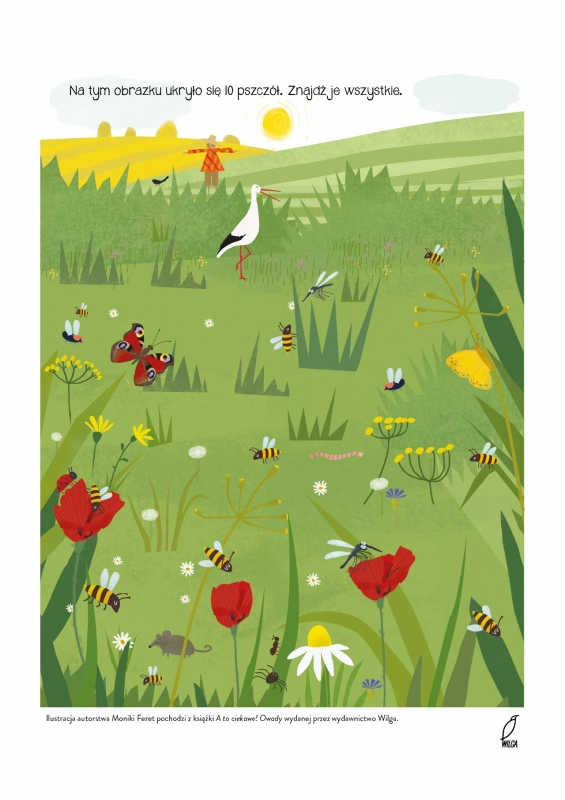 Na tym obrazku ukryło się 10 pszczół. Znajdź je wszystkie.
Ilustracja autorstwa Moniki Feret pochodzi z książki A to ciekawe! Owady wydanej przez wydawnictwo Wilga.
WILGA